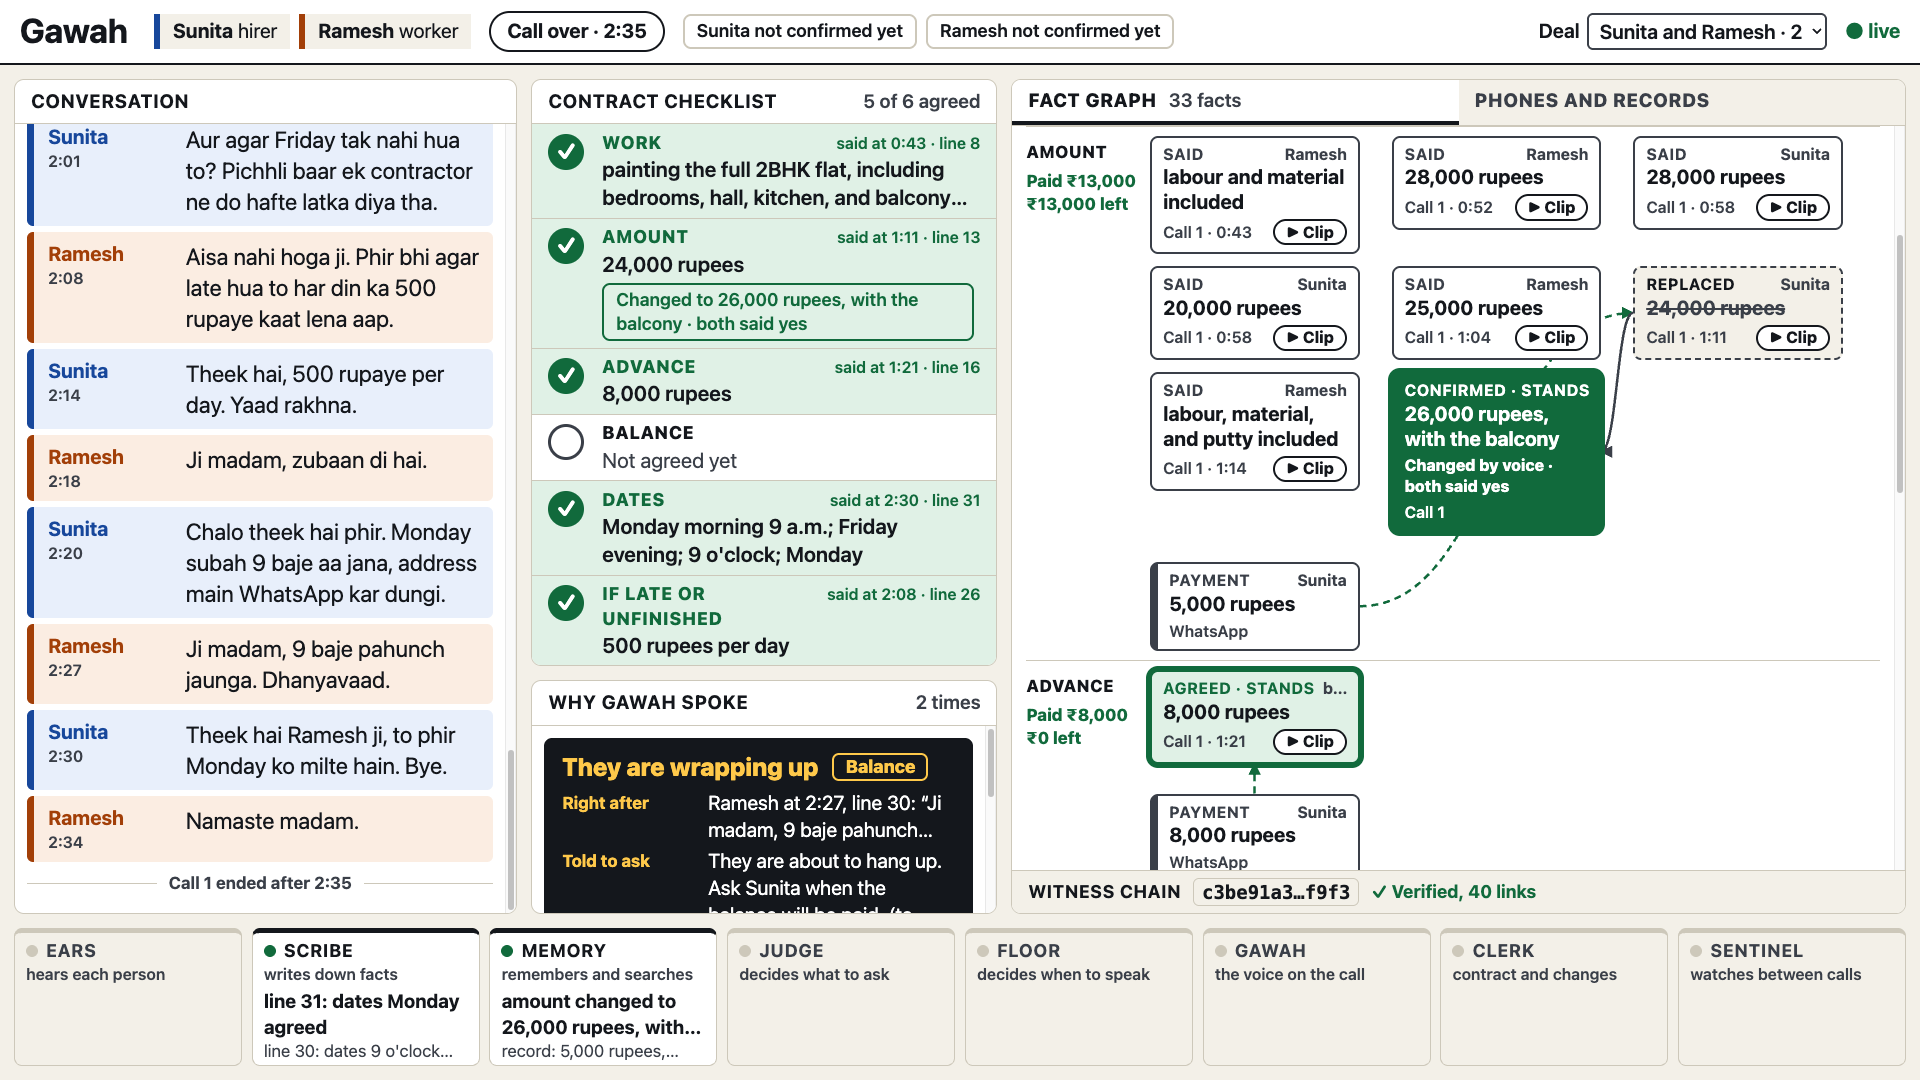 Gawah
Sunita hirer
Ramesh worker
Call over · 2:35
Sunita not confirmed yet
Ramesh not confirmed yet
Deal
Sunita and Ramesh · 2
live
CONVERSATION
Sunita
2:01
Aur agar Friday tak nahi hua
to? Pichhli baar ek contractor
ne do hafte latka diya tha.
Ramesh
2:08
Aisa nahi hoga ji. Phir bhi agar
late hua to har din ka 500
rupaye kaat lena aap.
Sunita
2:14
Theek hai, 500 rupaye per
day. Yaad rakhna.
Ramesh
2:18
Ji madam, zubaan di hai.
Sunita
2:20
Chalo theek hai phir. Monday
subah 9 baje aa jana, address
main WhatsApp kar dungi.
Ramesh
2:27
Ji madam, 9 baje pahunch
jaunga. Dhanyavaad.
Sunita
2:30
Theek hai Ramesh ji, to phir
Monday ko milte hain. Bye.
Ramesh
2:34
Namaste madam.
Call 1 ended after 2:35
CONTRACT CHECKLIST
5 of 6 agreed
WORK
said at 0:43 · line 8
painting the full 2BHK flat, including
bedrooms, hall, kitchen, and balcony...
AMOUNT
said at 1:11 · line 13
24,000 rupees
Changed to 26,000 rupees, with the
balcony · both said yes
ADVANCE
said at 1:21 · line 16
8,000 rupees
BALANCE
Not agreed yet
DATES
said at 2:30 · line 31
Monday morning 9 a.m.; Friday
evening; 9 o'clock; Monday
IF LATE OR
UNFINISHED
said at 2:08 · line 26
500 rupees per day
WHY GAWAH SPOKE
2 times
They are wrapping up
Balance
Right after
Ramesh at 2:27, line 30: “Ji
madam, 9 baje pahunch...
Told to ask
They are about to hang up.
Ask Sunita when the
FACT GRAPH 33 facts
PHONES AND RECORDS
AMOUNT
Paid ₹13,000
₹13,000 left
SAID Ramesh
labour and material
included
Call 1 · 0:43 ▶ Clip
SAID Ramesh
28,000 rupees
Call 1 · 0:52 ▶ Clip
SAID Sunita
28,000 rupees
Call 1 · 0:58 ▶ Clip
SAID Sunita
20,000 rupees
Call 1 · 0:58 ▶ Clip
SAID Ramesh
25,000 rupees
Call 1 · 1:04 ▶ Clip
REPLACED Sunita
24,000 rupees
Call 1 · 1:11 ▶ Clip
SAID Ramesh
labour, material,
and putty included
Call 1 · 1:14 ▶ Clip
CONFIRMED · STANDS
26,000 rupees,
with the balcony
Changed by voice ·
both said yes
Call 1
PAYMENT Sunita
5,000 rupees
WhatsApp
ADVANCE
Paid ₹8,000
₹0 left
AGREED · STANDS b...
8,000 rupees
Call 1 · 1:21 ▶ Clip
PAYMENT Sunita
8,000 rupees
WhatsApp
WITNESS CHAIN
c3be91a3…f9f3
✓ Verified, 40 links
EARS
hears each person
SCRIBE
writes down facts
line 31: dates Monday
agreed
line 30: dates 9 o'clock...
MEMORY
remembers and searches
amount changed to
26,000 rupees, with...
record: 5,000 rupees,...
JUDGE
decides what to ask
FLOOR
decides when to speak
GAWAH
the voice on the call
CLERK
contract and changes
SENTINEL
watches between calls